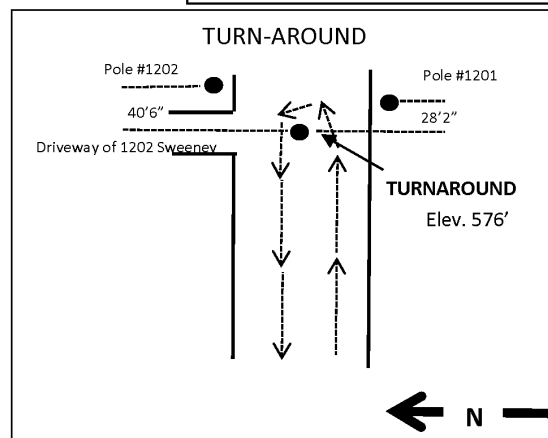 TURN-AROUND
Pole #1202
Pole #1201
40'6"
28'2"
Driveway of 1202 Sweeney
TURNAROUND
Elev. 576'
N